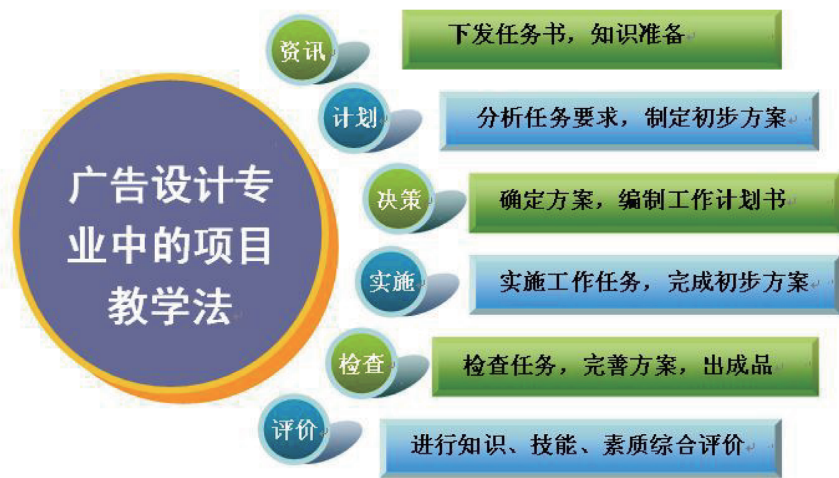 广告设计专
业中的项目
教学法
资讯
下发任务书，知识准备
计划
分析任务要求，制定初步方案
决策
确定方案，编制工作计划书
实施
实施工作任务，完成初步方案
检查
检查任务，完善方案，出成品
评价
进行知识、技能、素质综合评价